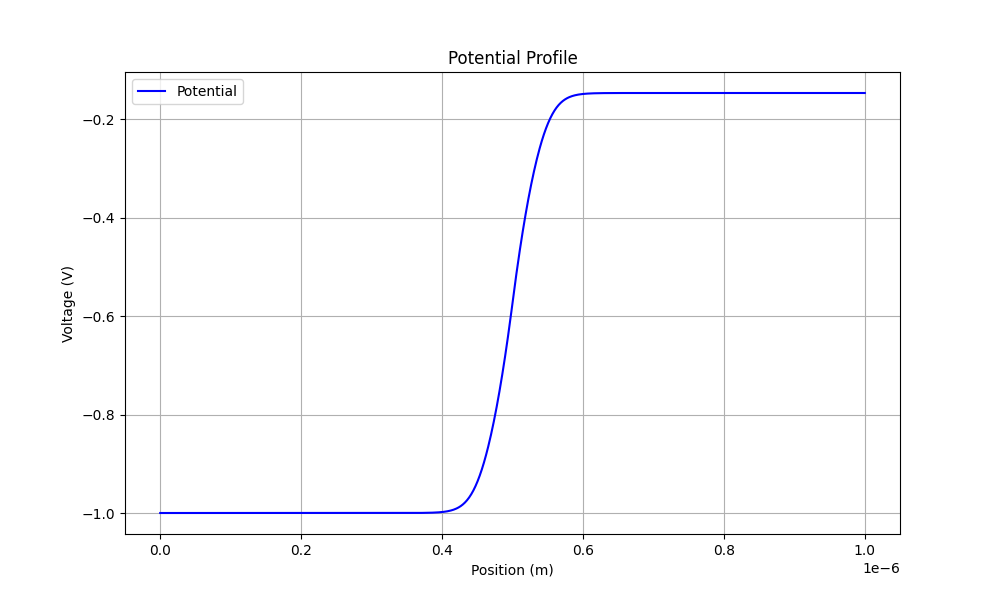 Potential Profile
Potential
Voltage (V)
−0.2
−0.4
−0.6
−0.8
−1.0
0.0 0.2 0.4 0.6 0.8 1.0
1e−6
Position (m)